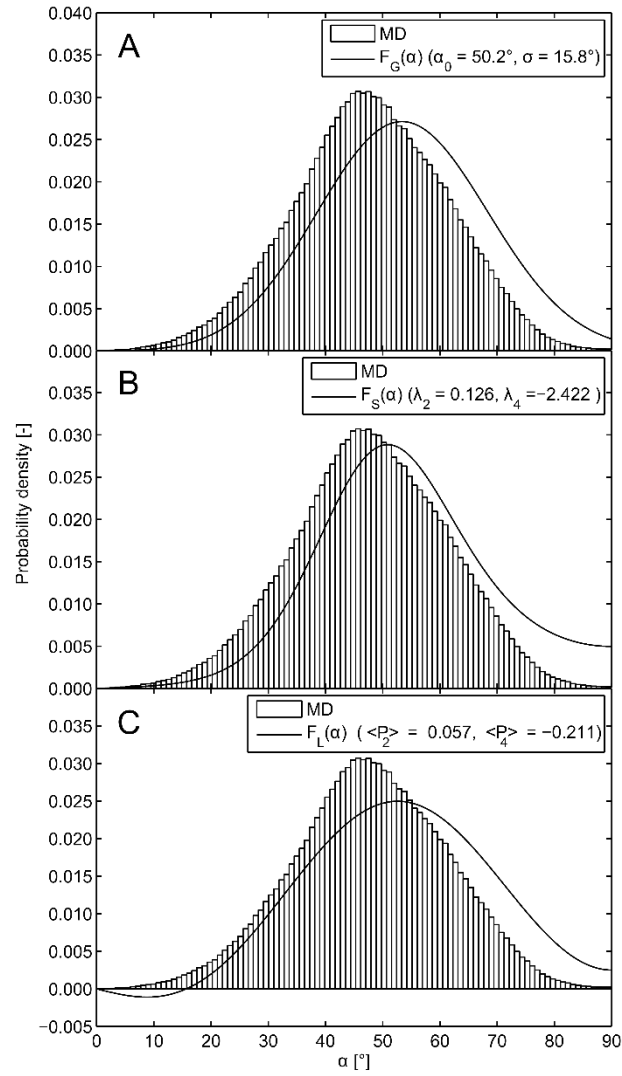 A
MD
F_G(α) (α_0 = 50.2°, σ = 15.8°)
0.040
0.035
0.030
0.025
0.020
0.015
0.010
0.005
0.000
B
MD
F_S(α) (λ_2 = 0.126, λ_4 =−2.422 )
0.035
0.030
0.025
0.020
0.015
0.010
0.005
0.000
Probability density [-]
C
MD
F_L(α) ( <P_2> = 0.057, <P_4> = −0.211)
0.035
0.030
0.025
0.020
0.015
0.010
0.005
0.000
−0.005
0 10 20 30 40 50 60 70 80 90
α [°]